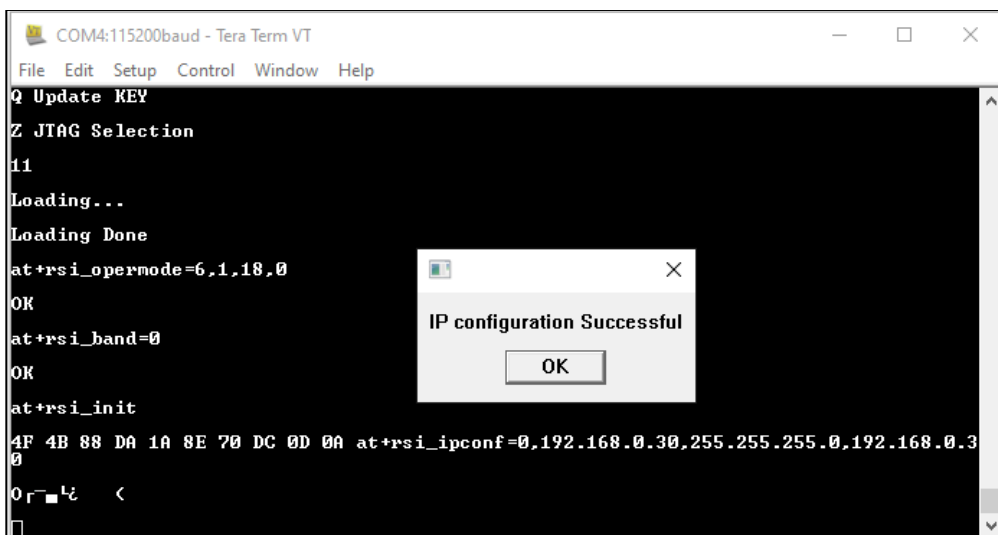 COM4:115200baud - Tera Term VT
File Edit Setup Control Window Help
Q Update KEY
Z JTAG Selection
11
Loading...
Loading Done
at+rsi_opermode=6,1,18,0
OK
at+rsi_band=0
OK
at+rsi_init
4F 4B 88 DA 1A 8E 70 DC 0D 0A at+rsi_ipconf=0,192.168.0.30,255.255.255.0,192.168.0.3
0
IP configuration Successful
OK